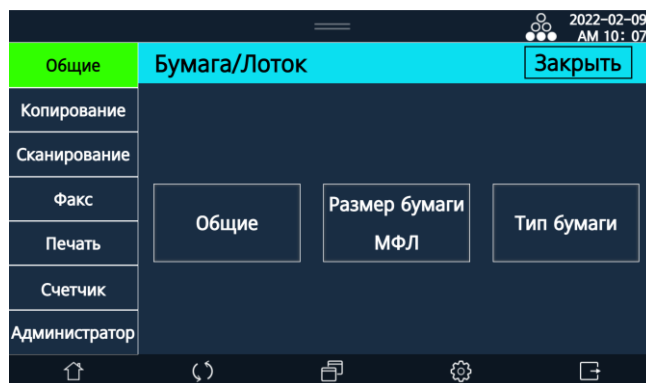 2022-02-09
AM 10: 07
Общие
Бумага/Лоток
Закрыть
Копирование
Сканирование
Факс
Печать
Счетчик
Администратор
Общие
Размер бумаги
МФЛ
Тип бумаги